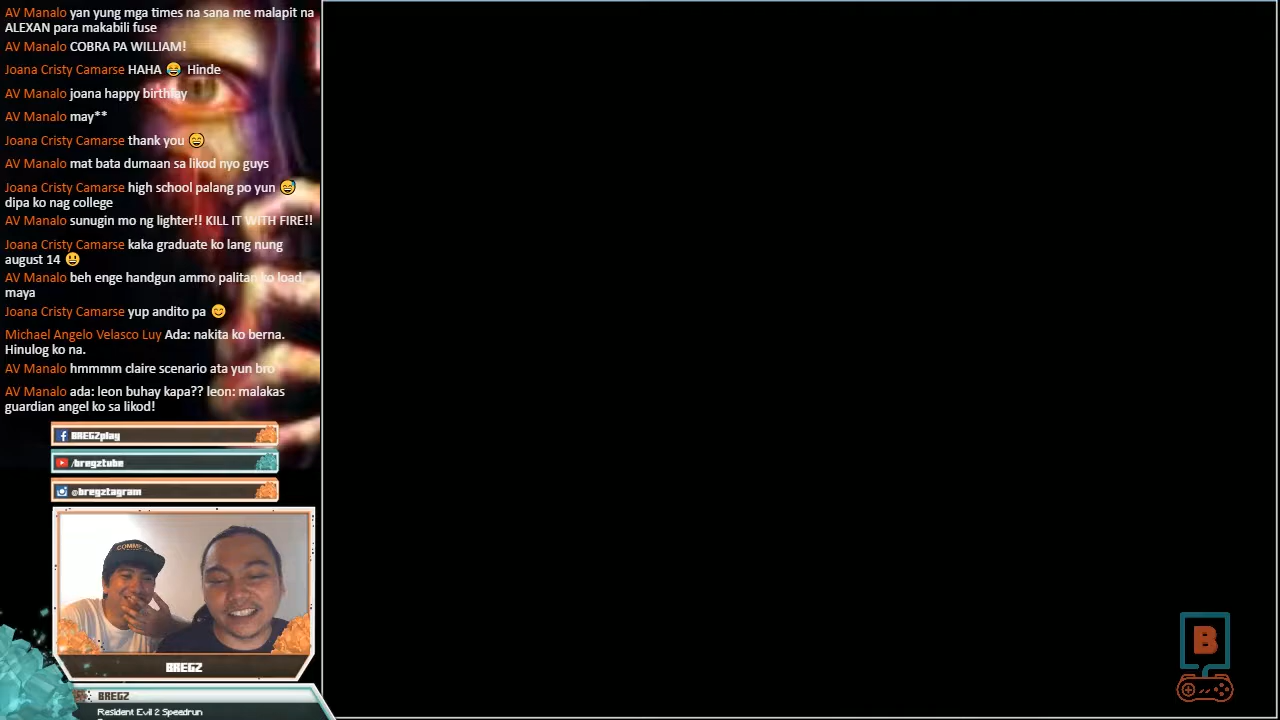 AV Manalo yan yung mga times na sana me malapit na
ALEXAN para makabili fuse
AV Manalo COBRA PA WILLIAM!
Joana Cristy Camarse HAHA 😂 Hinde
AV Manalo joana happy birthlay
AV Manalo may**
Joana Cristy Camarse thank you 😄
AV Manalo mat bata dumaan sa likod nyo guys
Joana Cristy Camarse high school palang po yun 😅
dipa ko nag college
AV Manalo sunugin mo ng lighter!! KILL IT WITH FIRE!!
Joana Cristy Camarse kaka graduate ko lang nung
august 14 😃
AV Manalo beh enge handgun ammo palitan ko load
maya
Joana Cristy Camarse yup andito pa 😊
Michael Angelo Velasco Luy Ada: nakita ko berna.
Hinulog ko na.
AV Manalo hmmmm claire scenario ata yun bro
AV Manalo ada: leon buhay kapa?? leon: malakas
guardian angel ko sa likod!
BREGZplay
/bregztube
@bregztagram
BREGZ
BREGZ
Resident Evil 2 Speedrun
B